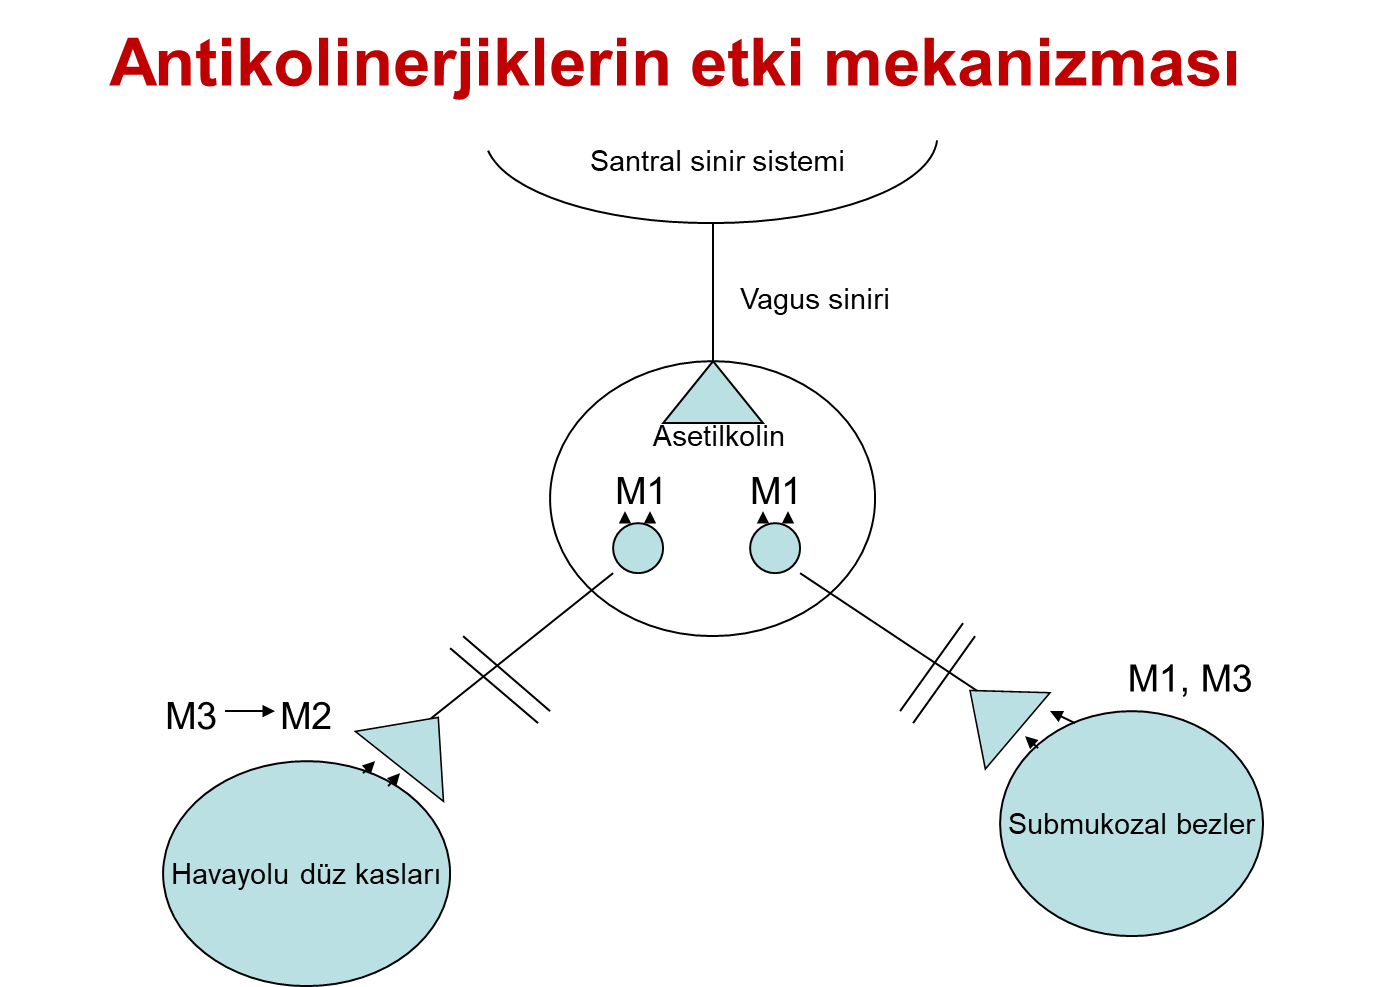 Antikolinerjiklerin etki mekanizması
Santral sinir sistemi
Vagus siniri
Asetilkolin
M1 M1
M1, M3
M3 M2
Submukozal bezler
Havayolu düz kasları